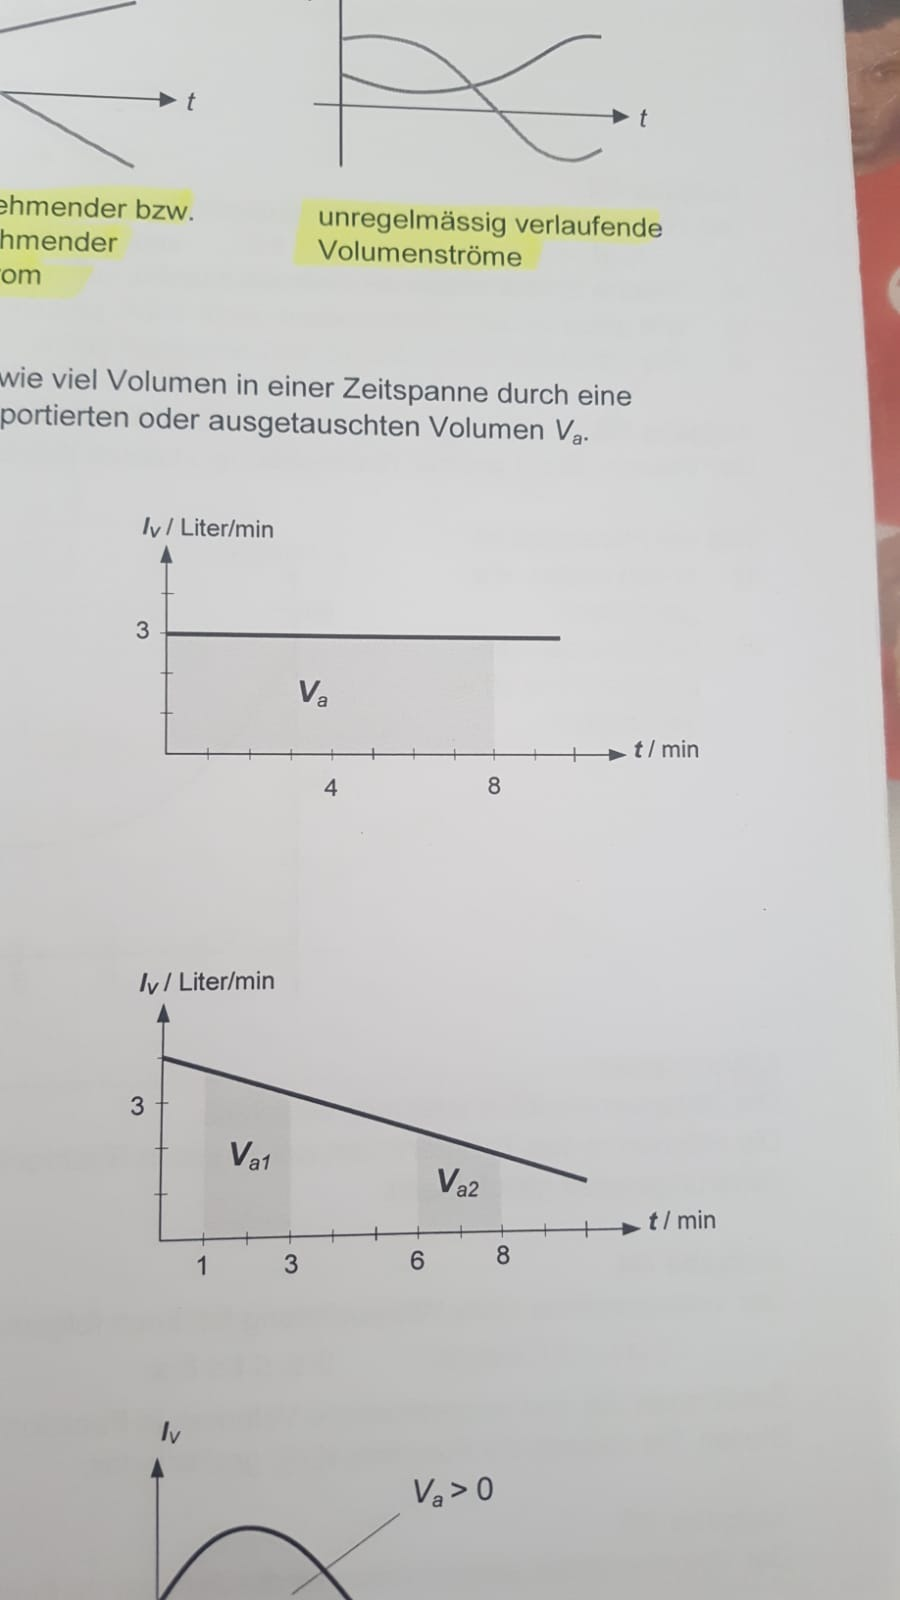 t
t
ehmender bzw.
hmender
om
unregelmässig verlaufende
Volumenströme
wie viel Volumen in einer Zeitspanne durch eine
portierten oder ausgetauschten Volumen Va.
IV / Liter/min
3
Va
t / min
4 8
IV / Liter/min
3
Va1
Va2
t / min
1 3 6 8
IV
Va > 0